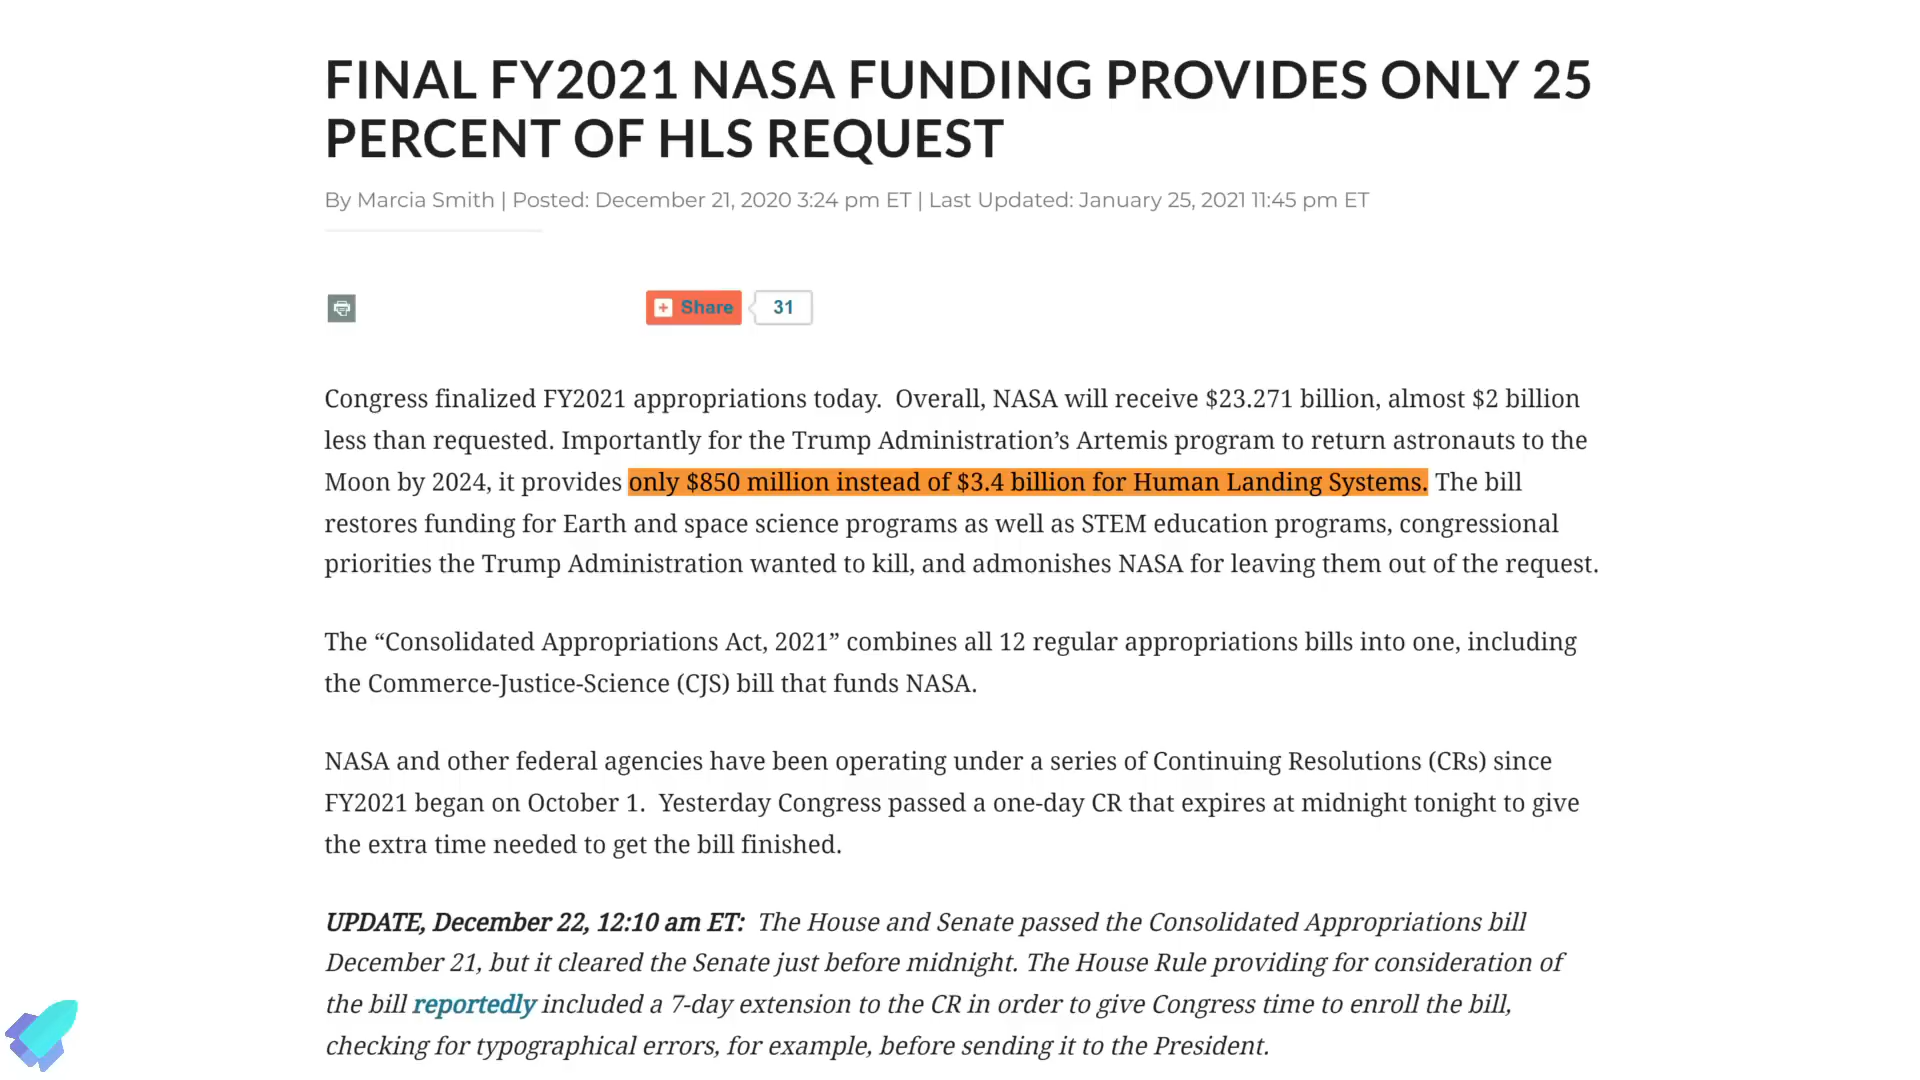 FINAL FY2021 NASA FUNDING PROVIDES ONLY 25
PERCENT OF HLS REQUEST
By Marcia Smith | Posted: December 21, 2020 3:24 pm ET | Last Updated: January 25, 2021 11:45 pm ET
Share 31
Congress finalized FY2021 appropriations today.  Overall, NASA will receive $23.271 billion, almost $2 billion
less than requested. Importantly for the Trump Administration’s Artemis program to return astronauts to the
Moon by 2024, it provides only $850 million instead of $3.4 billion for Human Landing Systems. The bill
restores funding for Earth and space science programs as well as STEM education programs, congressional
priorities the Trump Administration wanted to kill, and admonishes NASA for leaving them out of the request.
The “Consolidated Appropriations Act, 2021” combines all 12 regular appropriations bills into one, including
the Commerce-Justice-Science (CJS) bill that funds NASA.
NASA and other federal agencies have been operating under a series of Continuing Resolutions (CRs) since
FY2021 began on October 1.  Yesterday Congress passed a one-day CR that expires at midnight tonight to give
the extra time needed to get the bill finished.
UPDATE, December 22, 12:10 am ET:  The House and Senate passed the Consolidated Appropriations bill
December 21, but it cleared the Senate just before midnight. The House Rule providing for consideration of
the bill reportedly included a 7-day extension to the CR in order to give Congress time to enroll the bill,
checking for typographical errors, for example, before sending it to the President.